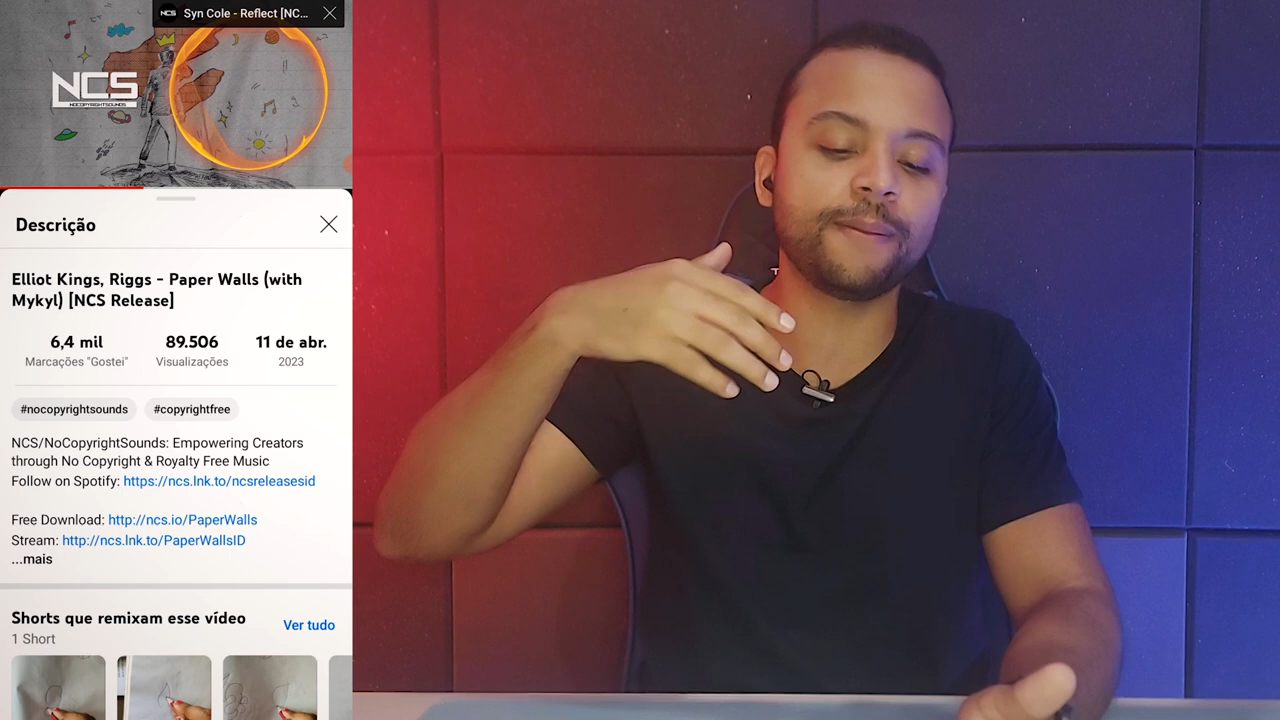 NCS Syn Cole - Reflect [NC...
NCS
NOCOPYRIGHTSOUNDS
Descrição
Elliot Kings, Riggs - Paper Walls (with
Mykyl) [NCS Release]
6,4 mil 89.506 11 de abr.
Marcações "Gostei" Visualizações 2023
#nocopyrightsounds #copyrightfree
NCS/NoCopyrightSounds: Empowering Creators
through No Copyright & Royalty Free Music
Follow on Spotify: https://ncs.lnk.to/ncsreleasesid
Free Download: http://ncs.io/PaperWalls
Stream: http://ncs.lnk.to/PaperWallsID
...mais
Shorts que remixam esse vídeo
Ver tudo
1 Short